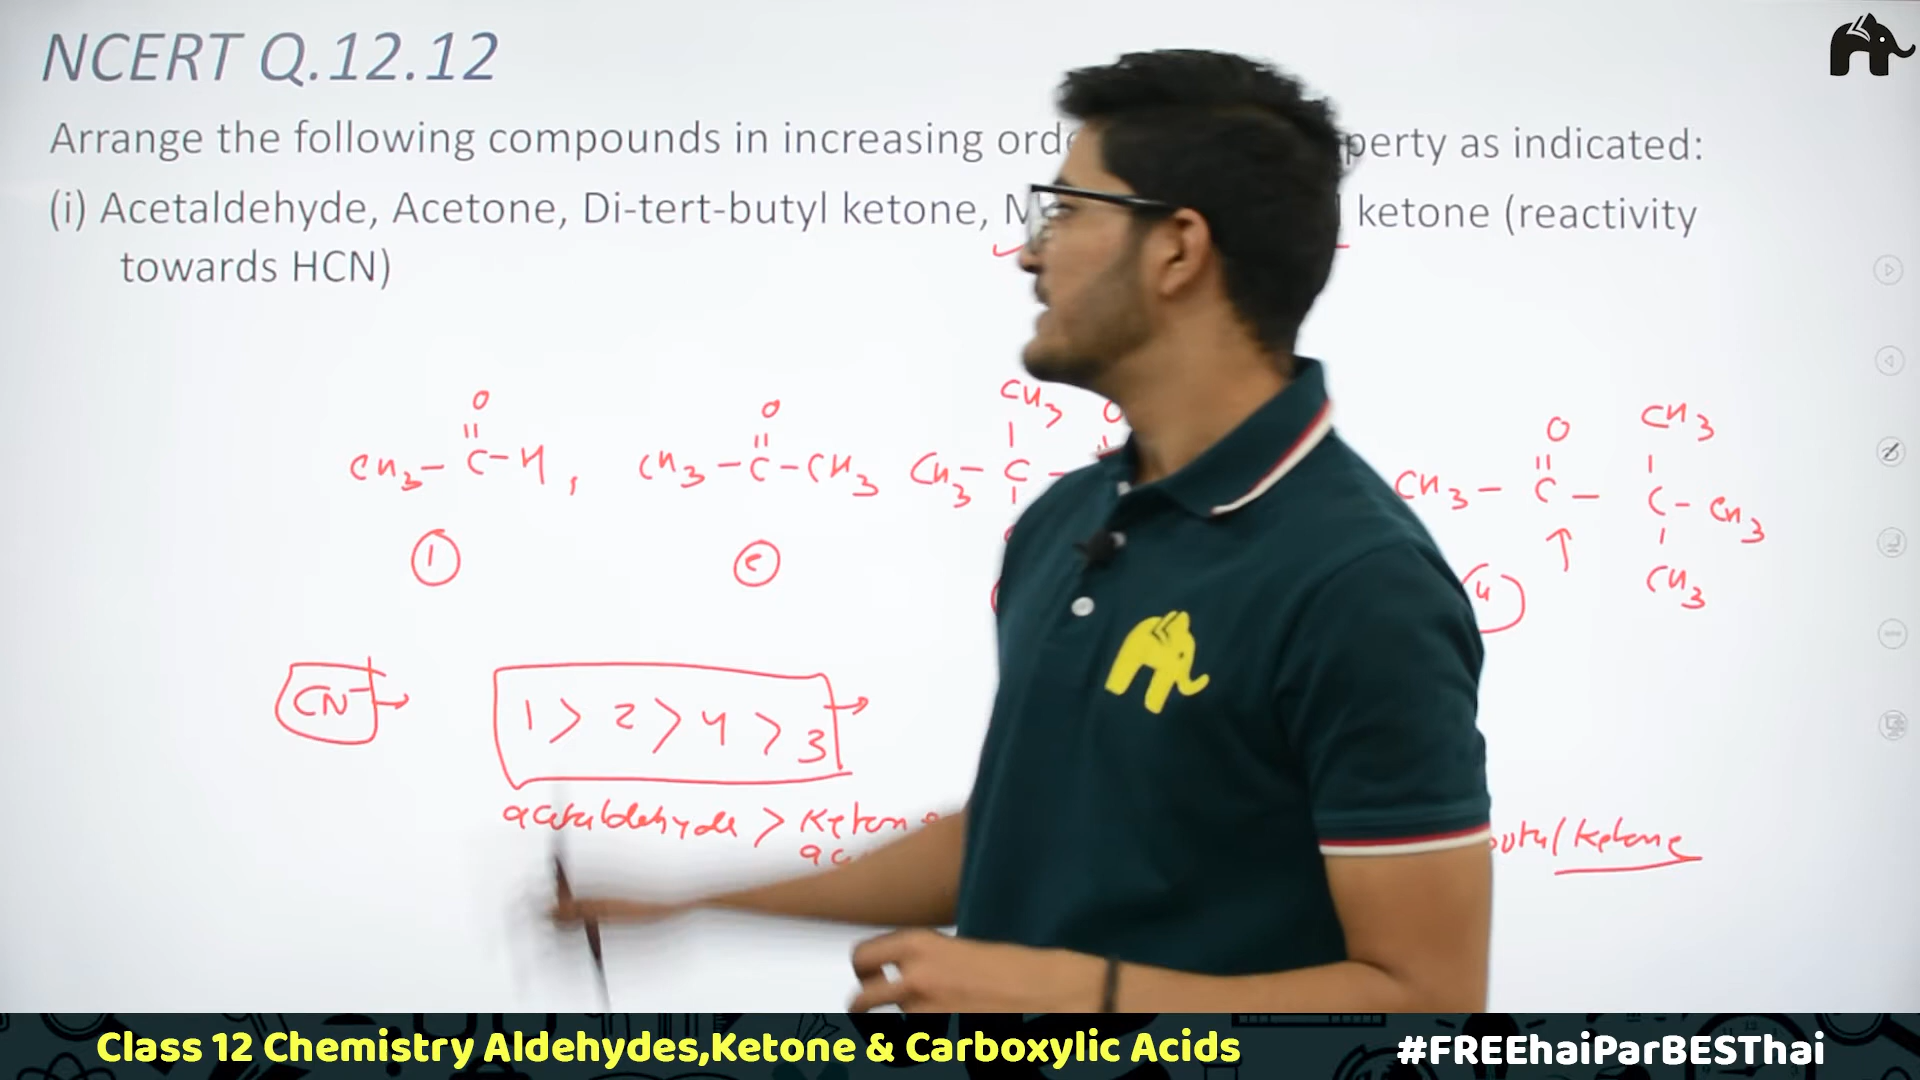 NCERT Q.12.12
Arrange the following compounds in increasing perty as indicated:
(i) Acetaldehyde, Acetone, Di-tert-butyl ketone, ketone (reactivity
towards HCN)
O O CH3 O O CH3
CH3 – C – H , CH3 – C – CH3 CH3 – C – CH3 – C – C – CH3
CH3
1 2 4
CN⁻ → 1 > 2 > 4 > 3 →
acetaldehyde > Keton butyl ketone
Class 12 Chemistry Aldehydes,Ketone & Carboxylic Acids #FREEhaiParBESThai